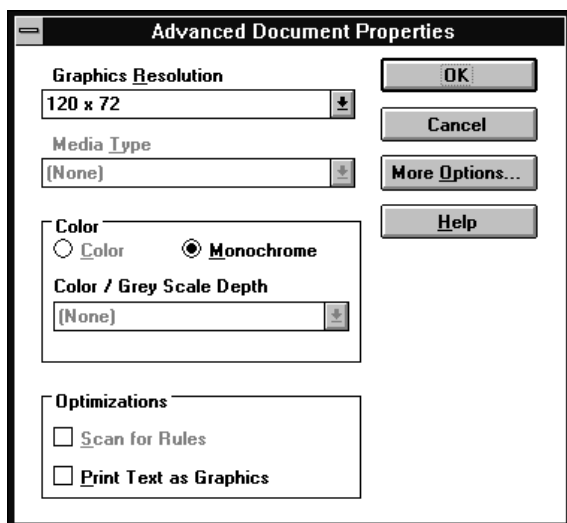 Advanced Document Properties
Graphics Resolution
120 x 72
Media Type
(None)
OK
Cancel
More Options...
Help
Color
Color
Monochrome
Color / Grey Scale Depth
(None)
Optimizations
Scan for Rules
Print Text as Graphics